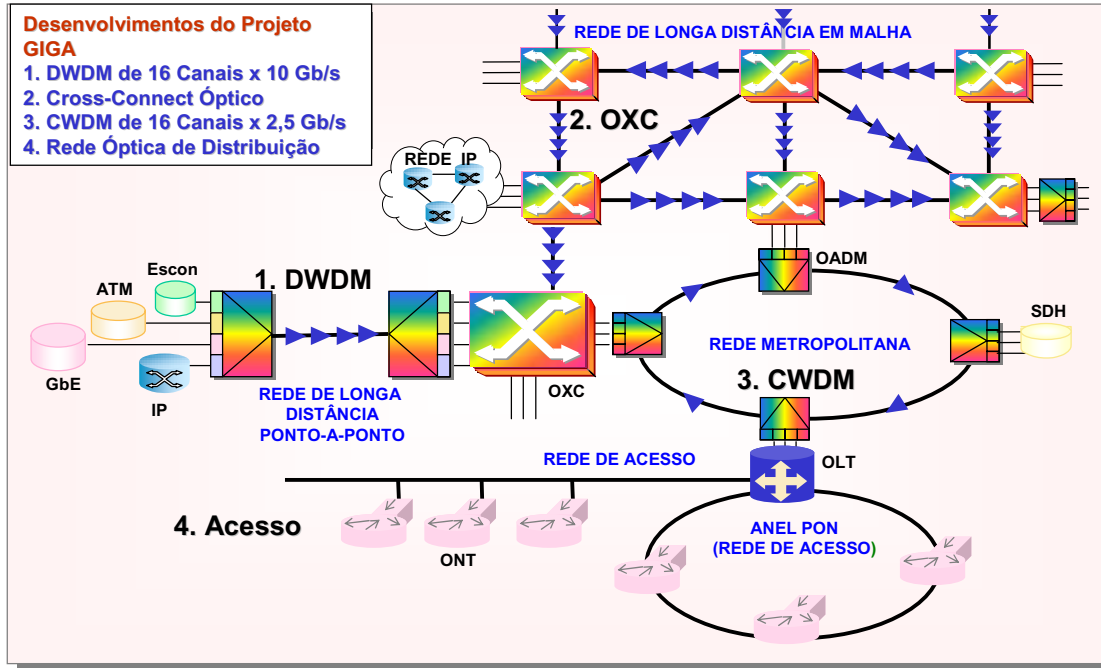 Desenvolvimentos do Projeto
GIGA
1. DWDM de 16 Canais x 10 Gb/s
2. Cross-Connect Óptico
3. CWDM de 16 Canais x 2,5 Gb/s
4. Rede Óptica de Distribuição
REDE DE LONGA DISTÂNCIA EM MALHA
2. OXC
REDE IP
OADM
Escon
1. DWDM
ATM
SDH
GbE
IP
REDE METROPOLITANA
3. CWDM
OXC
REDE DE LONGA
DISTÂNCIA
PONTO-A-PONTO
REDE DE ACESSO
OLT
4. Acesso
ONT
ANEL PON
(REDE DE ACESSO)